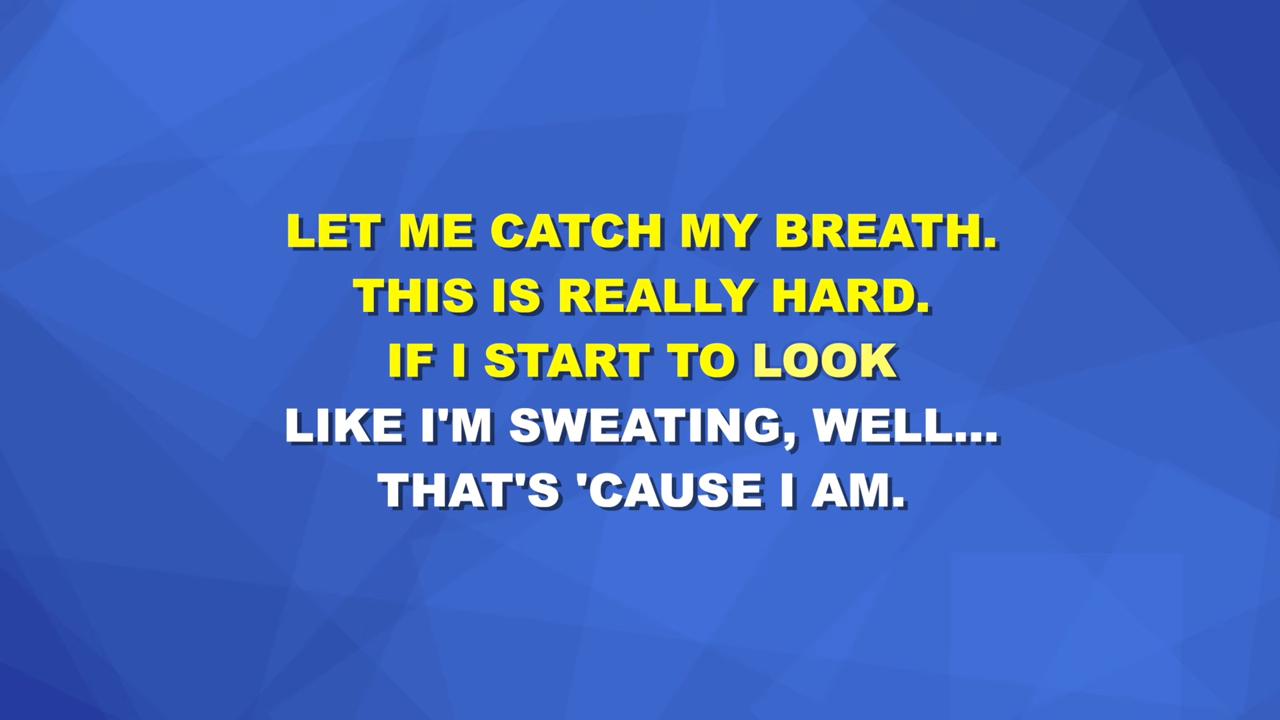 LET ME CATCH MY BREATH.
THIS IS REALLY HARD.
IF I START TO LOOK
LIKE I'M SWEATING, WELL...
THAT'S 'CAUSE I AM.